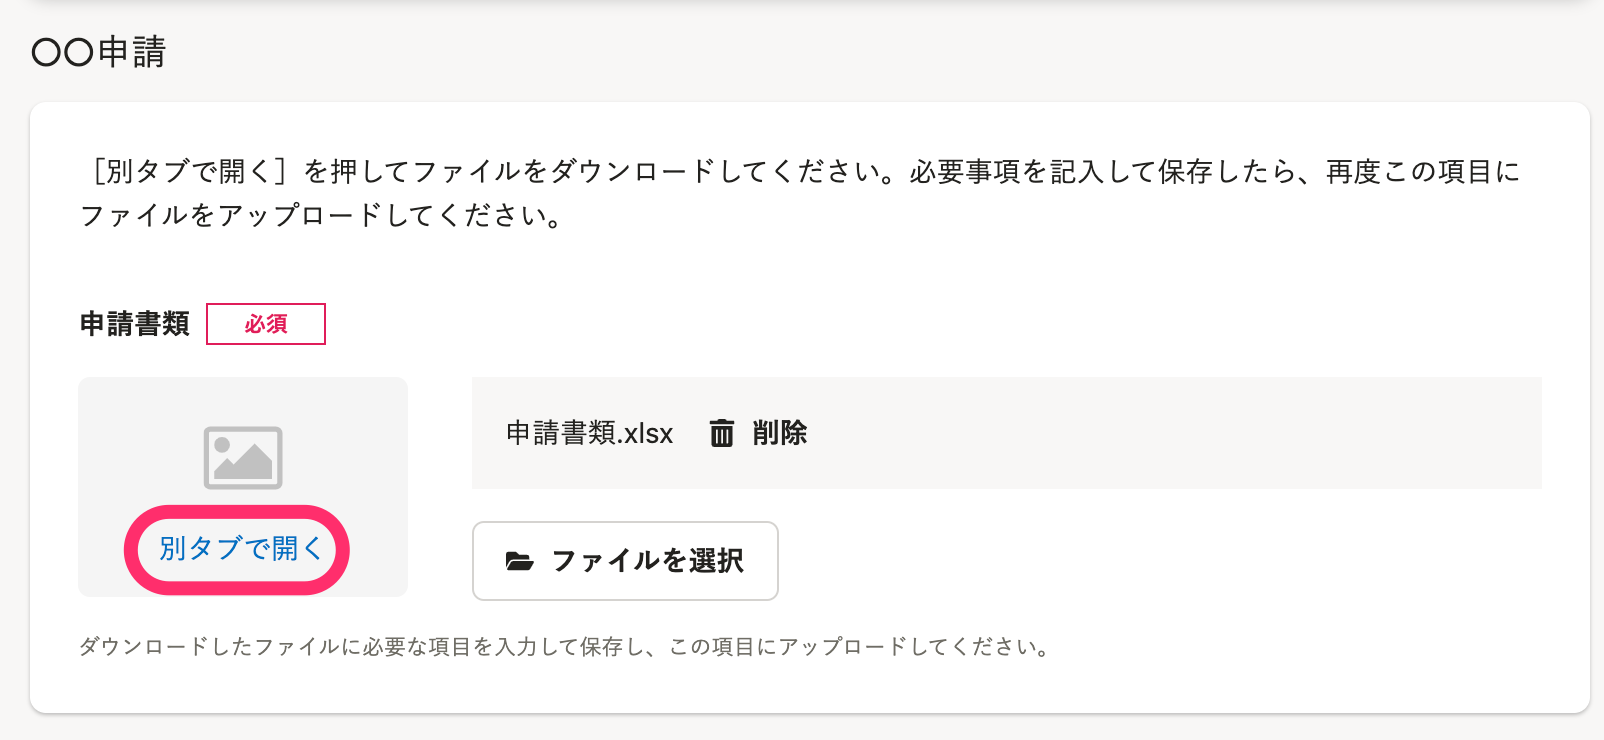 〇〇申請
［別タブで開く］を押してファイルをダウンロードしてください。必要事項を記入して保存したら、再度この項目に
ファイルをアップロードしてください。
申請書類 必須
申請書類.xlsx 削除
別タブで開く
ファイルを選択
ダウンロードしたファイルに必要な項目を入力して保存し、この項目にアップロードしてください。